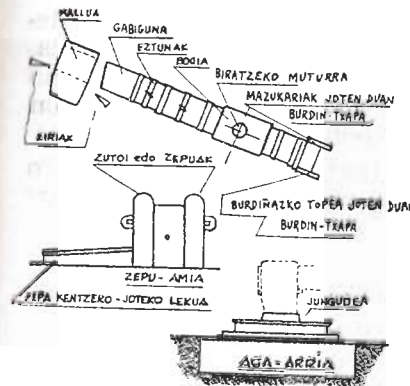 MALLUA
GABIGUNA
EZTUNAK
BOGIA
BIRATZEKO MUTURRA
MAZUKARIAK JOTEN DUAN
BURDIN-TXAPA
ZIRIAK
ZUTOI edo ZEPUAK
BURDIÑAZKO TOPEA JOTEN DUAN
BURDIN-TXAPA
ZEPU-AMIA
PIPA KENTZERO-JOTEKO LEKUA
JUNGUDEA
AGA-ARRIA